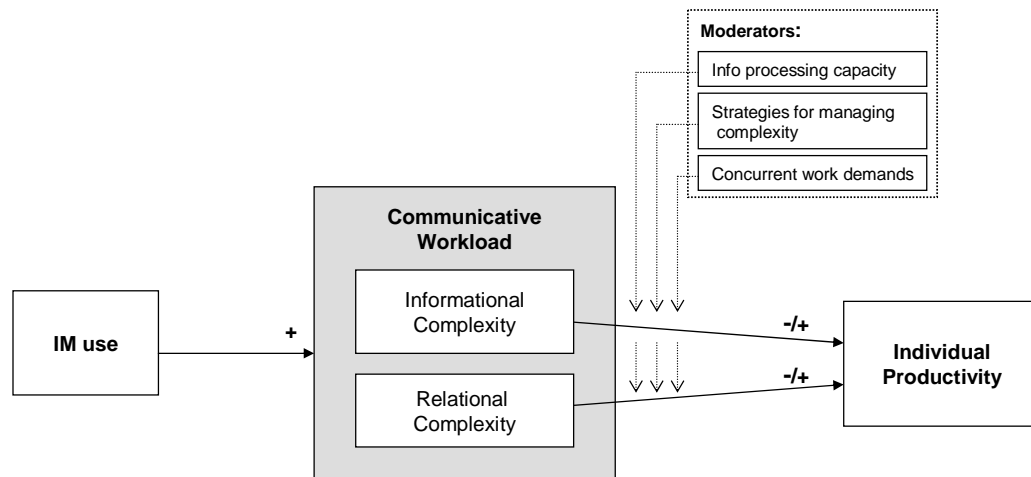 Moderators:
Info processing capacity
Strategies for managing
complexity
Concurrent work demands
Communicative
Workload
Informational
Complexity
Relational
Complexity
IM use
+
-/+
-/+
Individual
Productivity